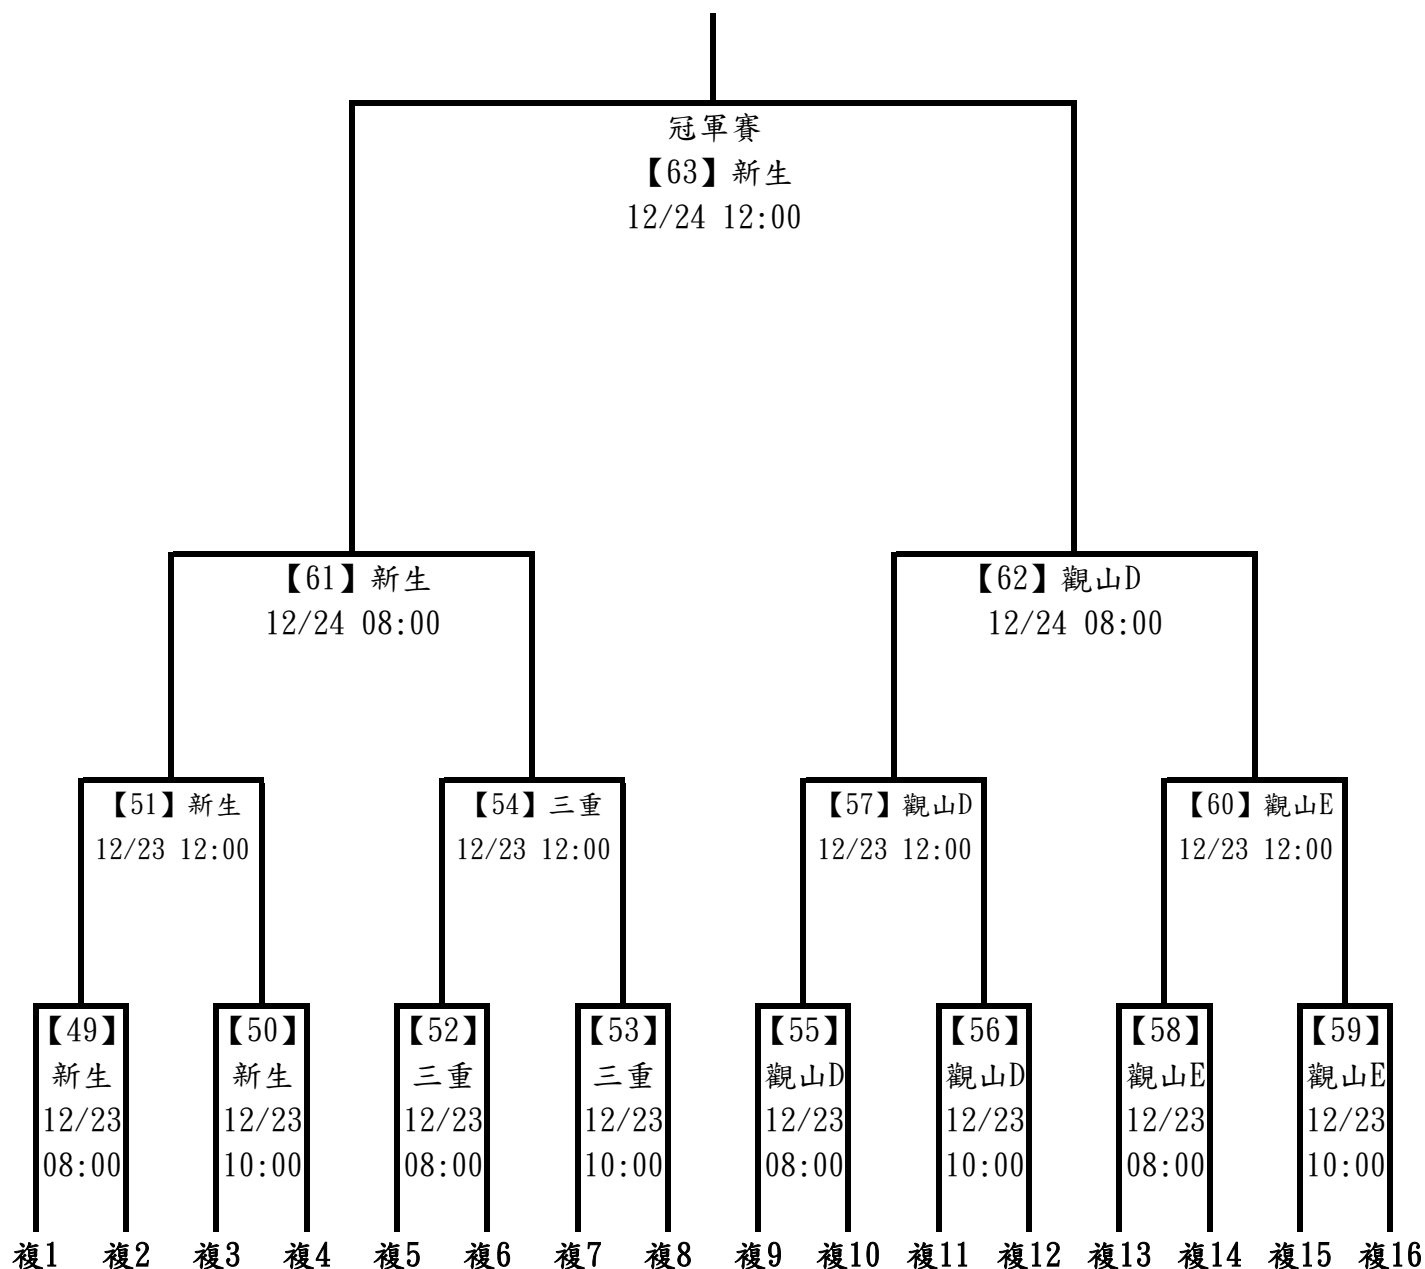 冠軍賽
【63】新生
12/24 12:00
【61】新生
12/24 08:00
【62】觀山D
12/24 08:00
【51】新生
12/23 12:00
【54】三重
12/23 12:00
【57】觀山D
12/23 12:00
【60】觀山E
12/23 12:00
【49】
新生
12/23
08:00
【50】
新生
12/23
10:00
【52】
三重
12/23
08:00
【53】
三重
12/23
10:00
【55】
觀山D
12/23
08:00
【56】
觀山D
12/23
10:00
【58】
觀山E
12/23
08:00
【59】
觀山E
12/23
10:00
複1 複2 複3 複4 複5 複6 複7 複8 複9 複10 複11 複12 複13 複14 複15 複16